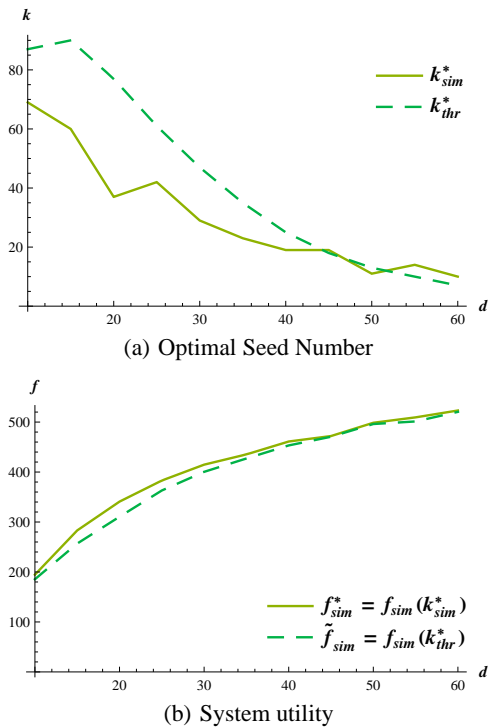 k
80
60
40
20
k*sim
k*thr
20 30 40 50 60 d
(a) Optimal Seed Number
f
500
400
300
200
100
f*sim = fsim (k*sim)
f̃sim = fsim (k*thr)
20 30 40 50 60 d
(b) System utility